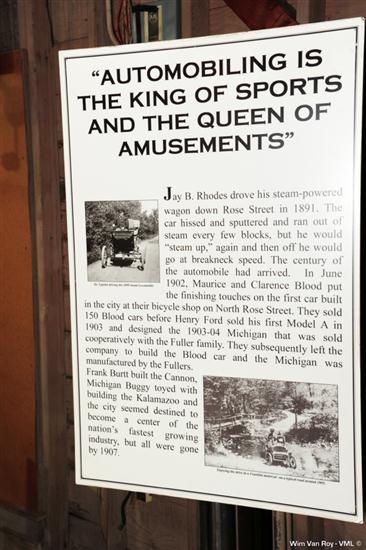 “AUTOMOBILING IS
THE KING OF SPORTS
AND THE QUEEN OF
AMUSEMENTS”
Jay B. Rhodes drove his steam-powered
wagon down Rose Street in 1891. The
car hissed and sputtered and ran out of
steam every few blocks, but he would
“steam up,” again and then off he would
go at breakneck speed. The century of
the automobile had arrived. In June
1902, Maurice and Clarence Blood put
the finishing touches on the first car built
in the city at their bicycle shop on North Rose Street. They sold
150 Blood cars before Henry Ford sold his first Model A in
1903 and designed the 1903-04 Michigan that was sold
cooperatively with the Fuller family. They subsequently left the
company to build the Blood car and the Michigan was
manufactured by the Fullers.
Frank Burtt built the Cannon,
Michigan Buggy toyed with
building the Kalamazoo and
the city seemed destined to
become a center of the
nation's fastest growing
industry, but all were gone
by 1907.
Wim Van Roy - VML ©